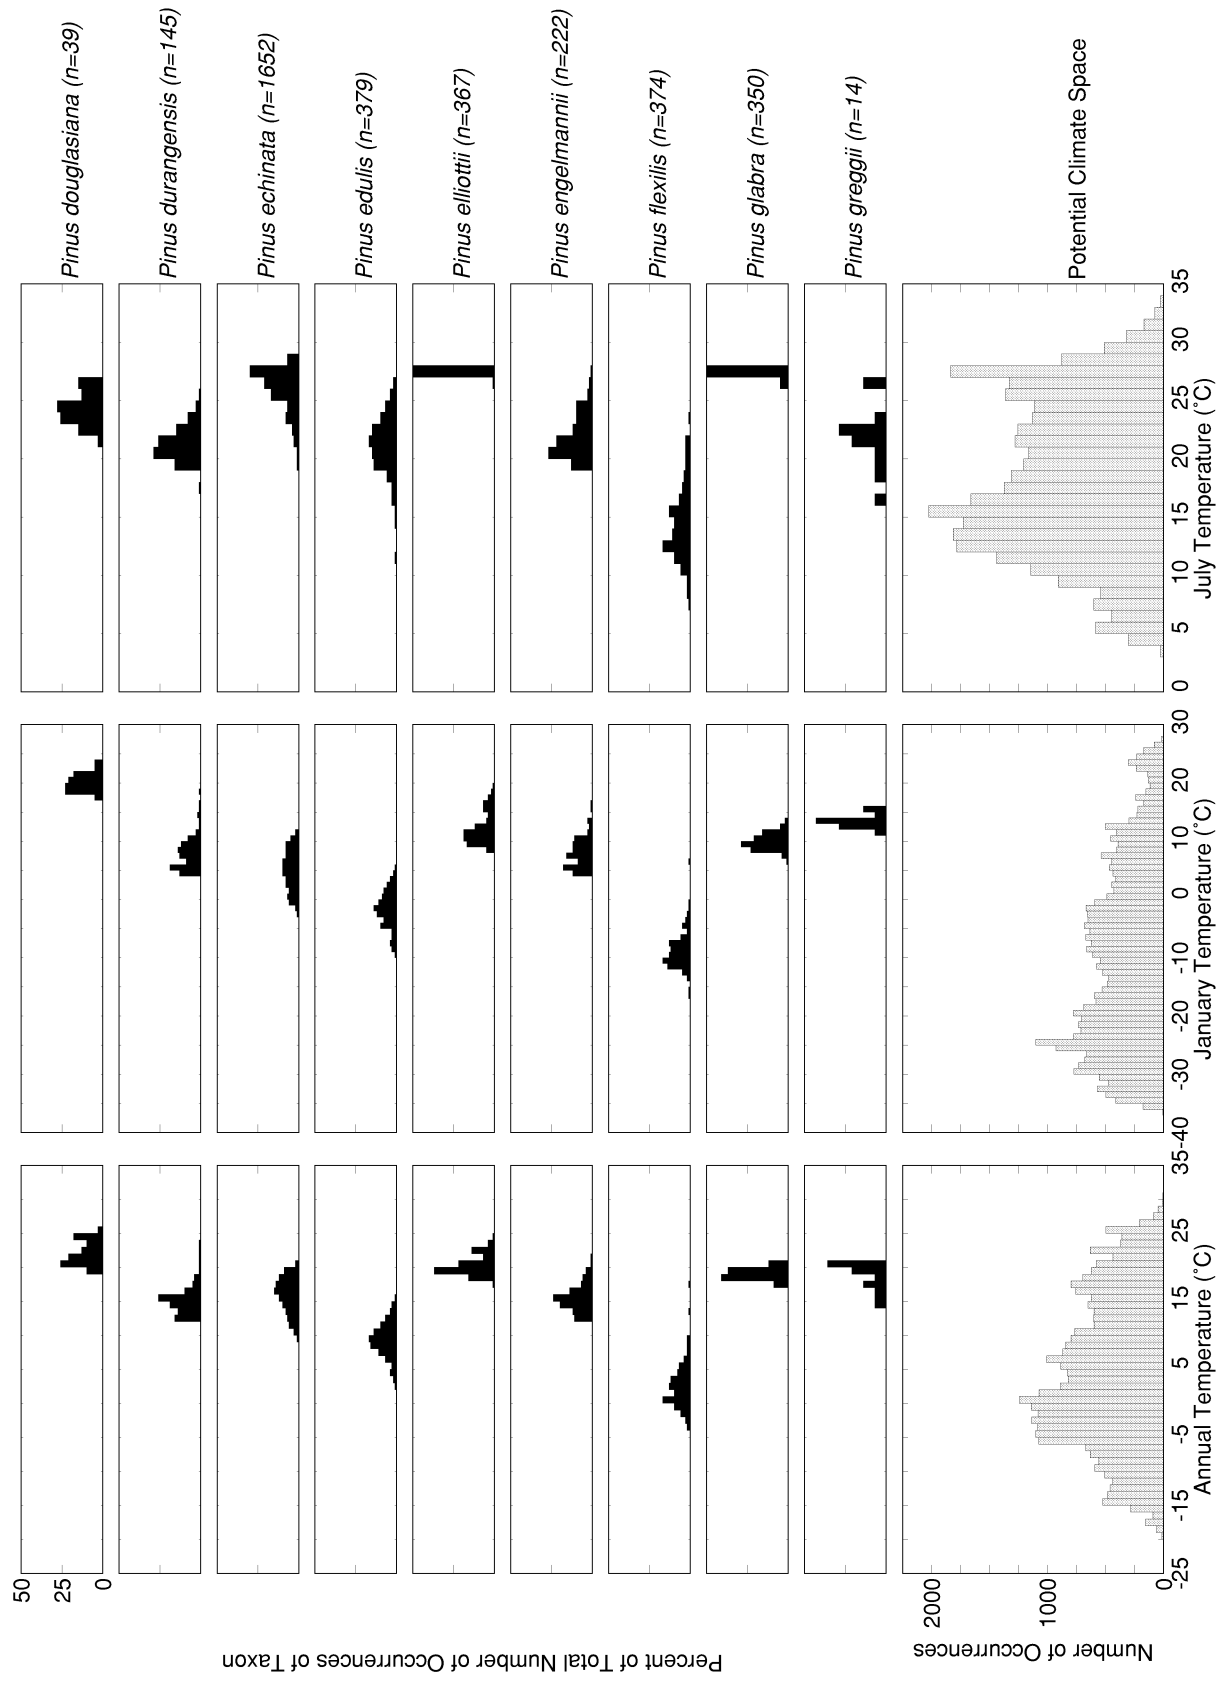 Percent of Total Number of Occurrences of Taxon
50
25
0
Pinus douglasiana (n=39)
Pinus durangensis (n=145)
Pinus echinata (n=1652)
Pinus edulis (n=379)
Pinus elliottii (n=367)
Pinus engelmannii (n=222)
Pinus flexilis (n=374)
Pinus glabra (n=350)
Pinus greggii (n=14)
Potential Climate Space
Number of Occurrences
2000
1000
0
-25 -15 -5 5 15 25 35
Annual Temperature (˚C)
-40 -30 -20 -10 0 10 20 30
January Temperature (˚C)
0 5 10 15 20 25 30 35
July Temperature (˚C)